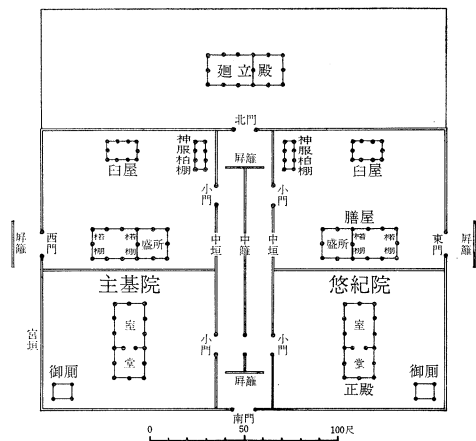 廻立殿
北門
神服柏棚
神服柏棚
臼屋
臼屋
屏籬
小門
小門
膳屋
西門
東門
屏籬
屏籬
棚
棚
盛所
盛所
棚
棚
中垣
中籬
中垣
主基院
悠紀院
宮垣
室
堂
室
堂
小門
小門
御厠
正殿
御厠
屏籬
南門
0 50 100尺